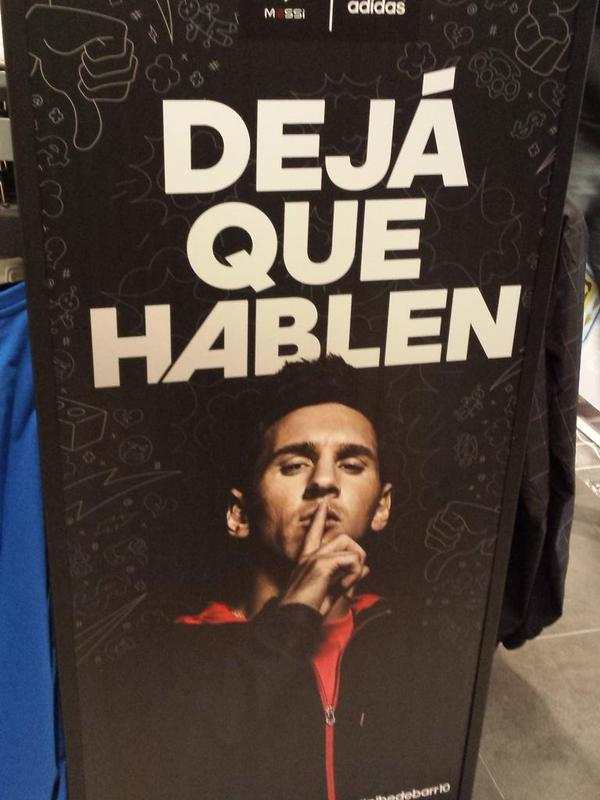 MESSI
adidas
DEJÁ
QUE
HABLEN